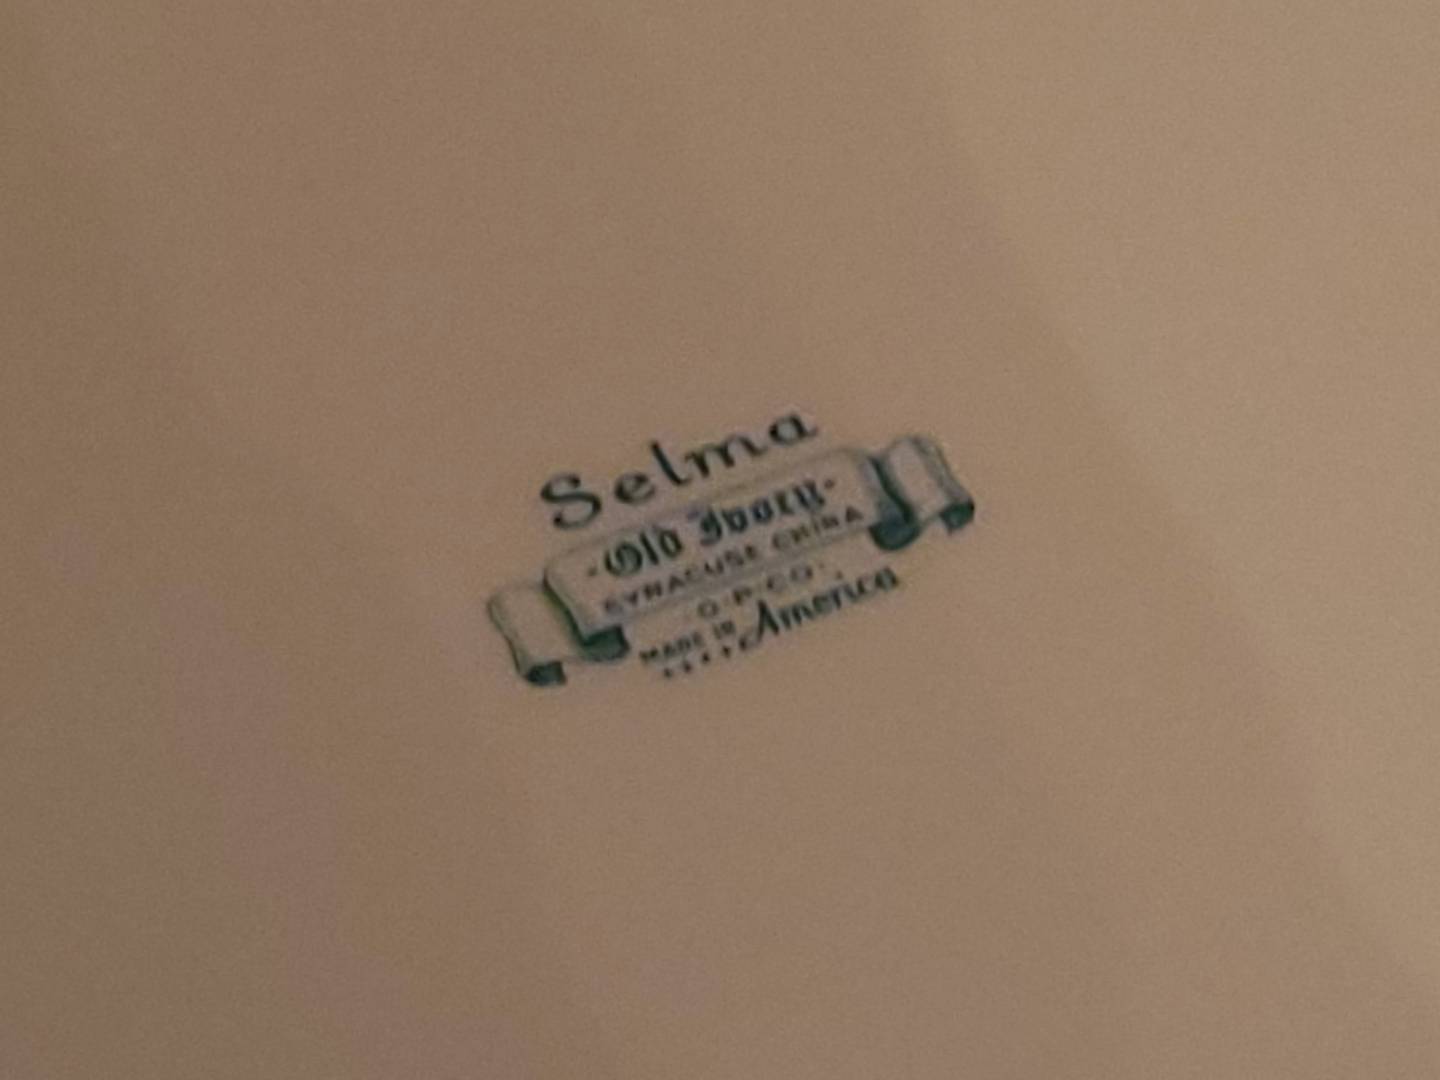 Selma
-Old Ivory-
SYRACUSE CHINA
O.P.CO.
MADE IN America